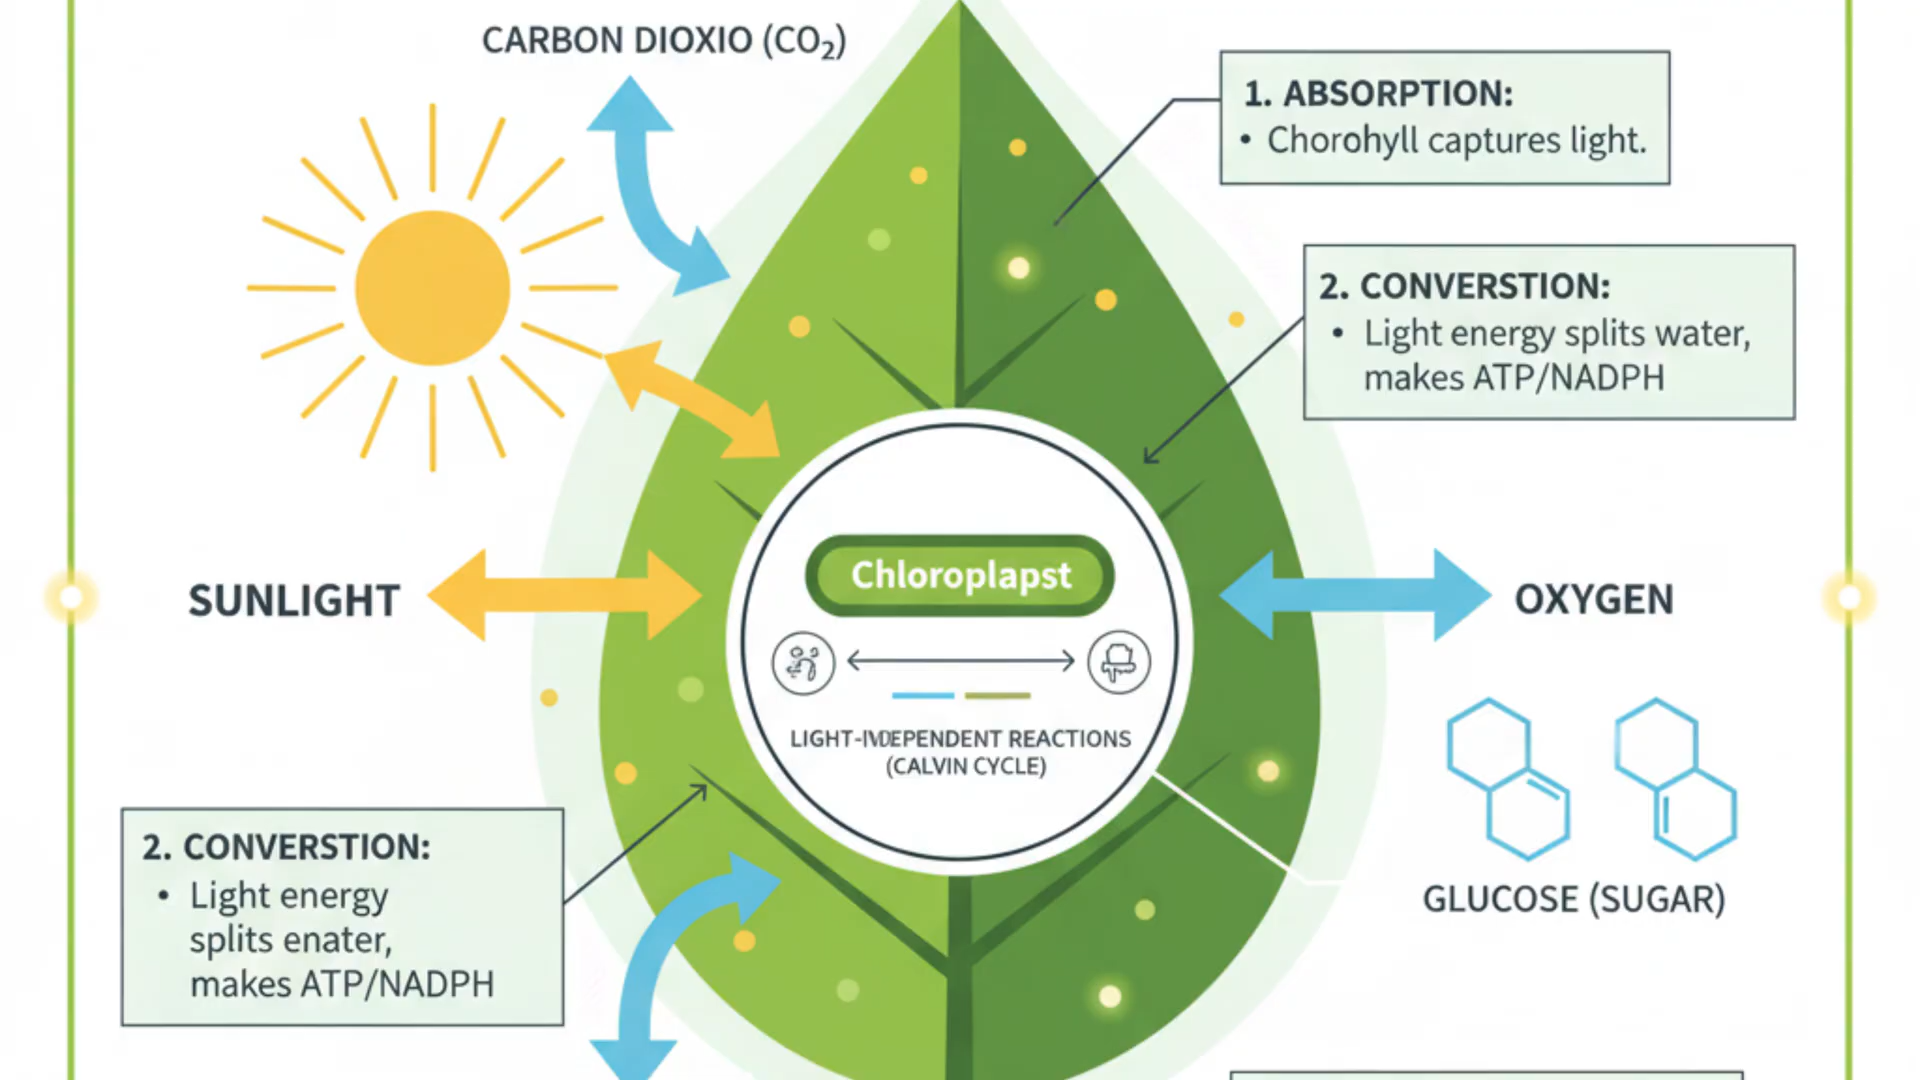 CARBON DIOXIO (CO₂)
1. ABSORPTION:
• Chorohyll captures light.
2. CONVERSTION:
• Light energy splits water,
makes ATP/NADPH
SUNLIGHT
Chloroplapst
OXYGEN
LIGHT-IVDEPENDENT REACTIONS
(CALVIN CYCLE)
2. CONVERSTION:
• Light energy
splits enater,
makes ATP/NADPH
GLUCOSE (SUGAR)